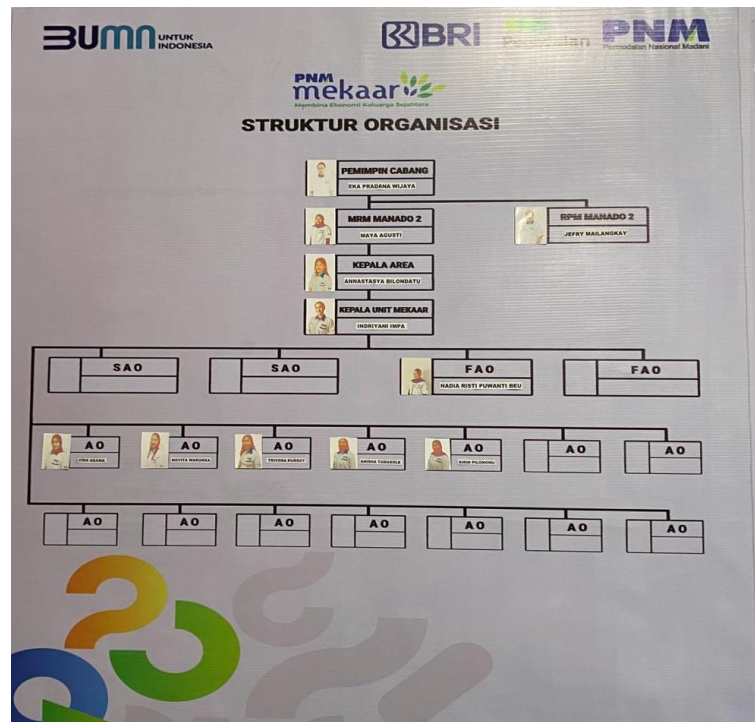 BUMN UNTUK
INDONESIA
BRI
PNM
Permodalan Nasional Madani
PNM
mekaar
Membina Ekonomi Keluarga Sejahtera
STRUKTUR ORGANISASI
PEMIMPIN CABANG
EKA PRADANA WIJAYA
MRM MANADO 2
MAYA AGUSTI
RPM MANADO 2
JEFRY MAILANGKAY
KEPALA AREA
ANNASTASYA BILONDATU
KEPALA UNIT MEKAAR
INDRIYANI IMPA
SAO
SAO
FAO
NADIA RISTI PUWANTI BEU
FAO
AO
AO
NOVITA WAROKKA
AO
AO
AO
AO
AO
AO
AO
AO
AO
AO
AO
AO